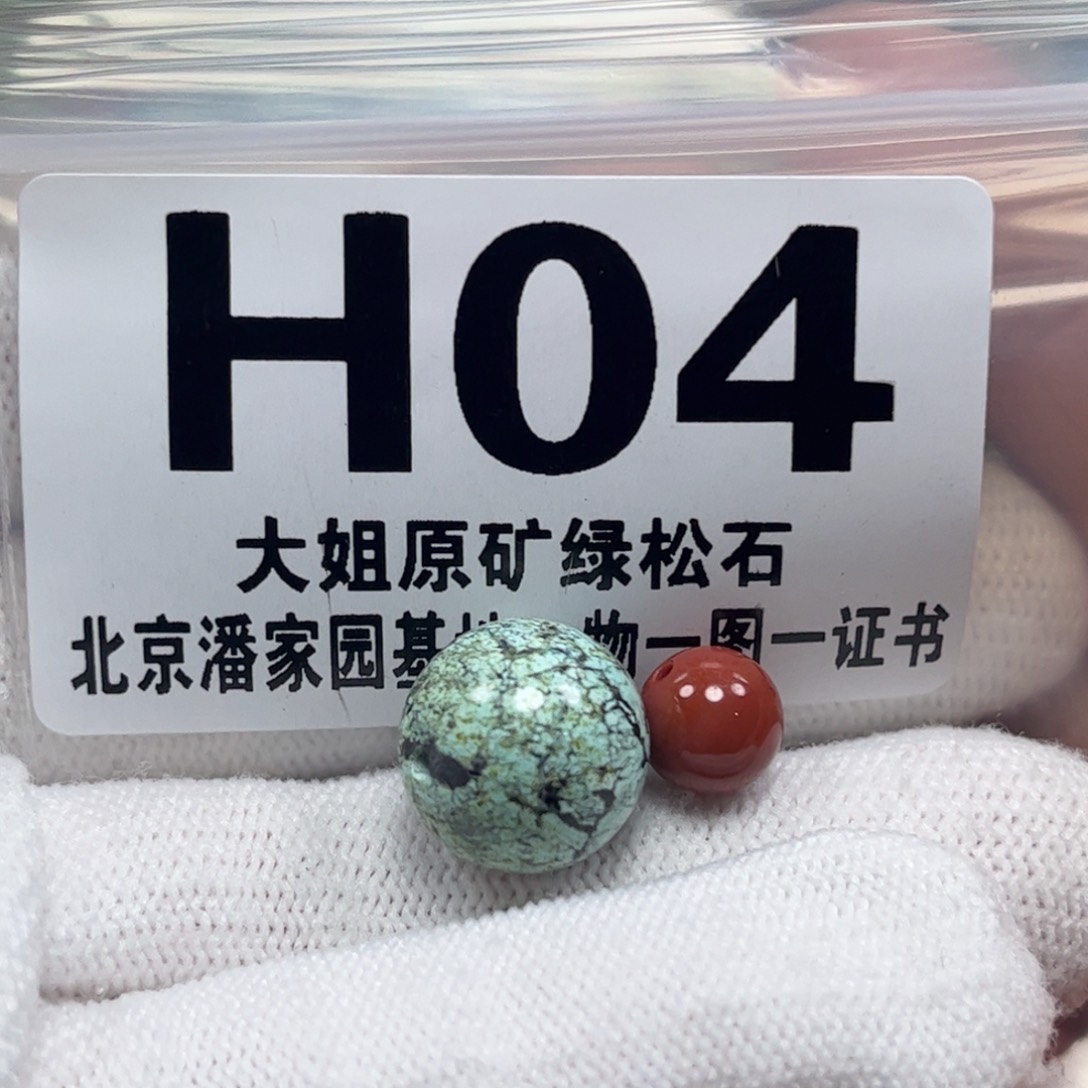 H04
大姐原矿绿松石
北京潘家园基地 物一图一证书